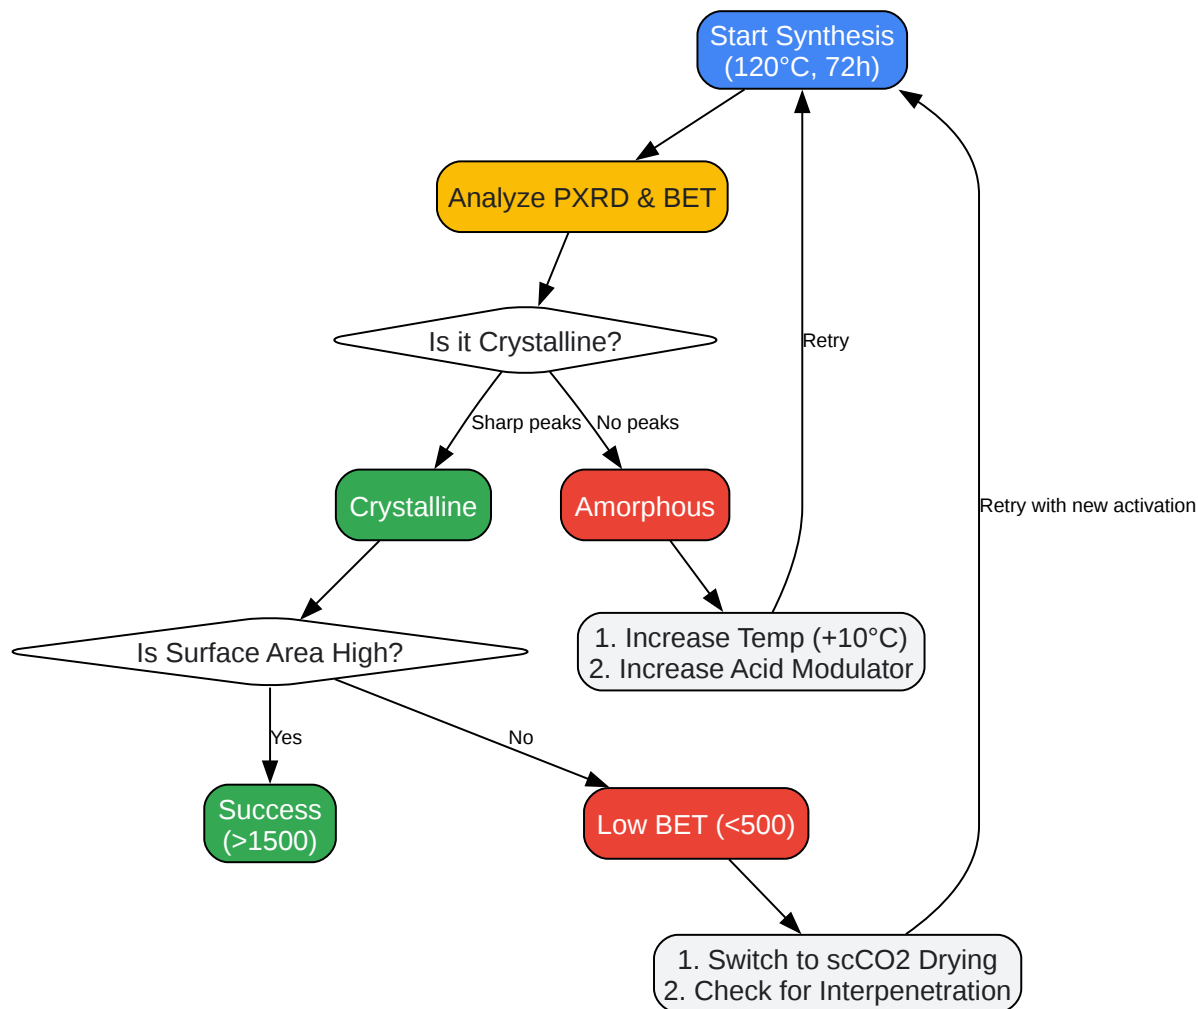 Start Synthesis
(120°C, 72h)
Analyze PXRD & BET
Is it Crystalline?
Retry
Sharp peaks
No peaks
Crystalline
Amorphous
Retry with new activation
1. Increase Temp (+10°C)
2. Increase Acid Modulator
Is Surface Area High?
Yes
No
Success
(>1500)
Low BET (<500)
1. Switch to scCO2 Drying
2. Check for Interpenetration